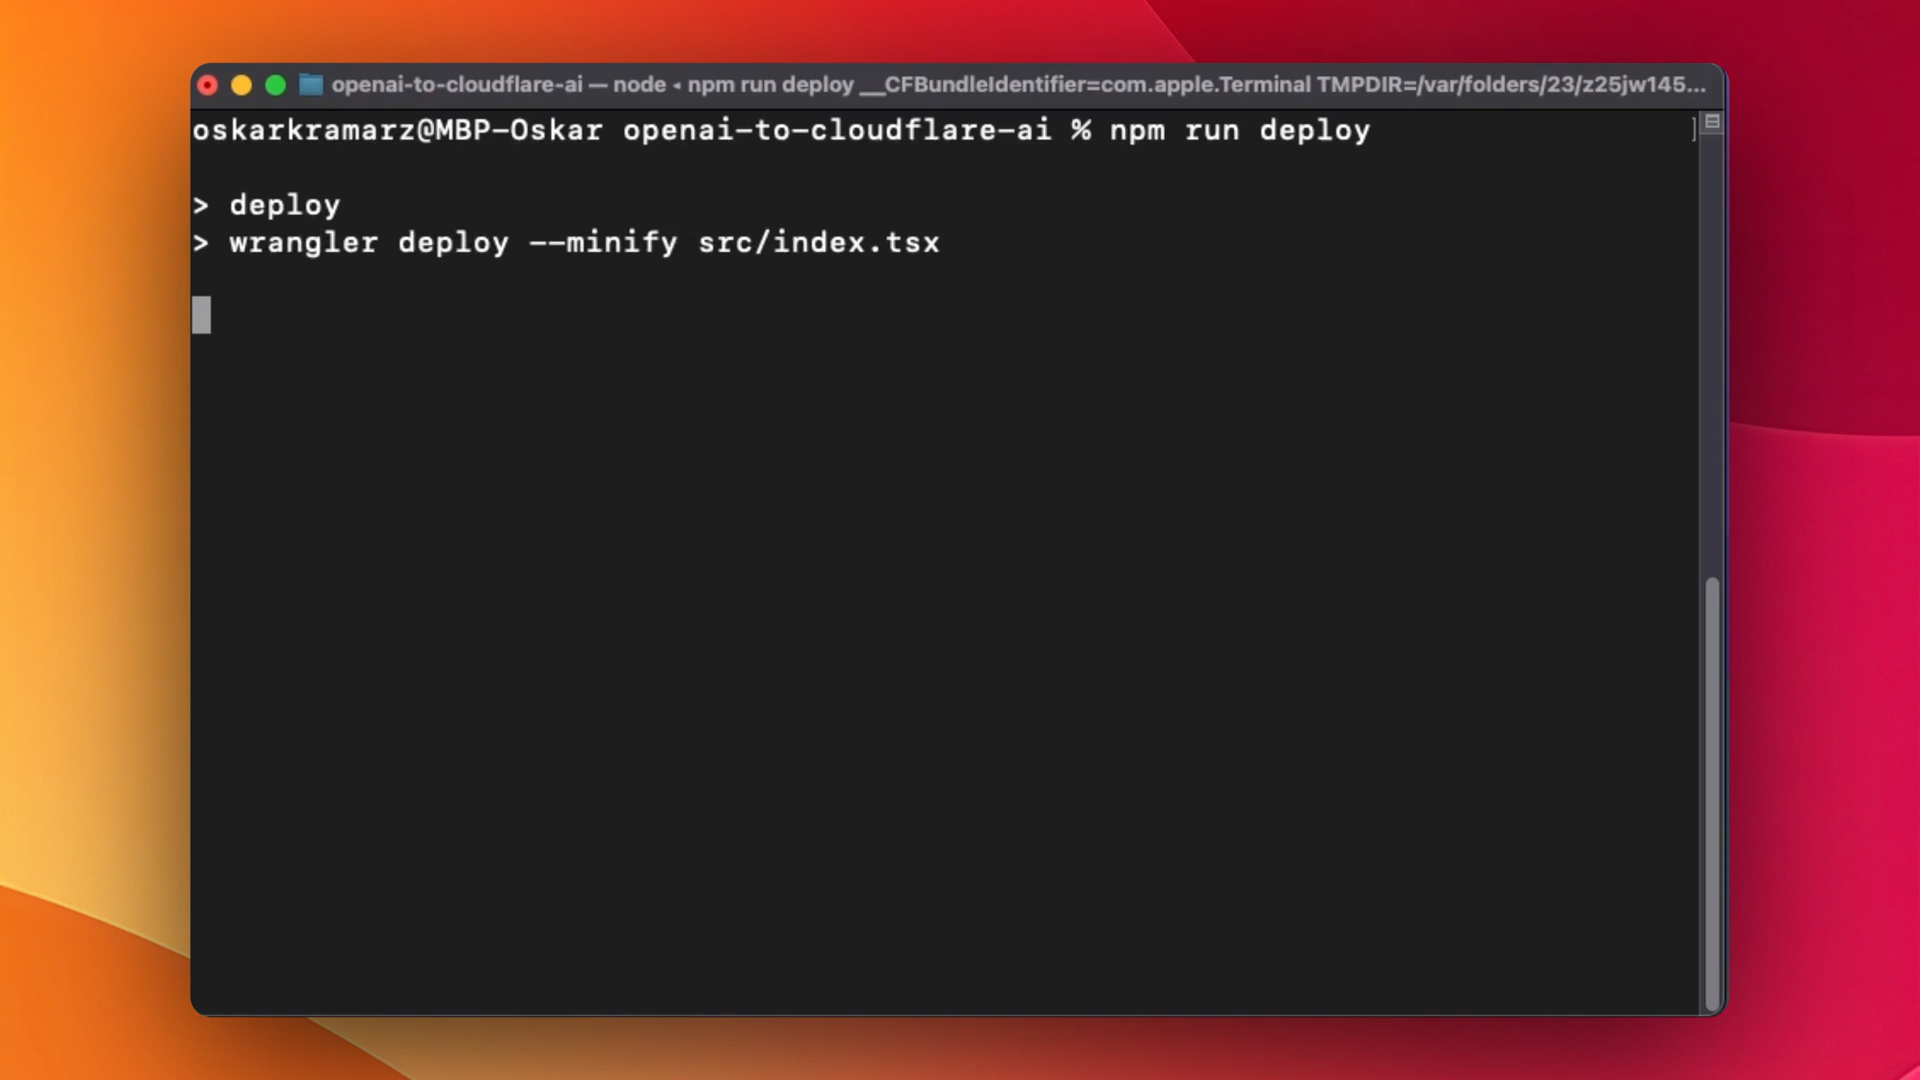 openai-to-cloudflare-ai — node ◂ npm run deploy __CFBundleIdentifier=com.apple.Terminal TMPDIR=/var/folders/23/z25jw145...
oskarkramarz@MBP-Oskar openai-to-cloudflare-ai % npm run deploy ]
> deploy
> wrangler deploy --minify src/index.tsx